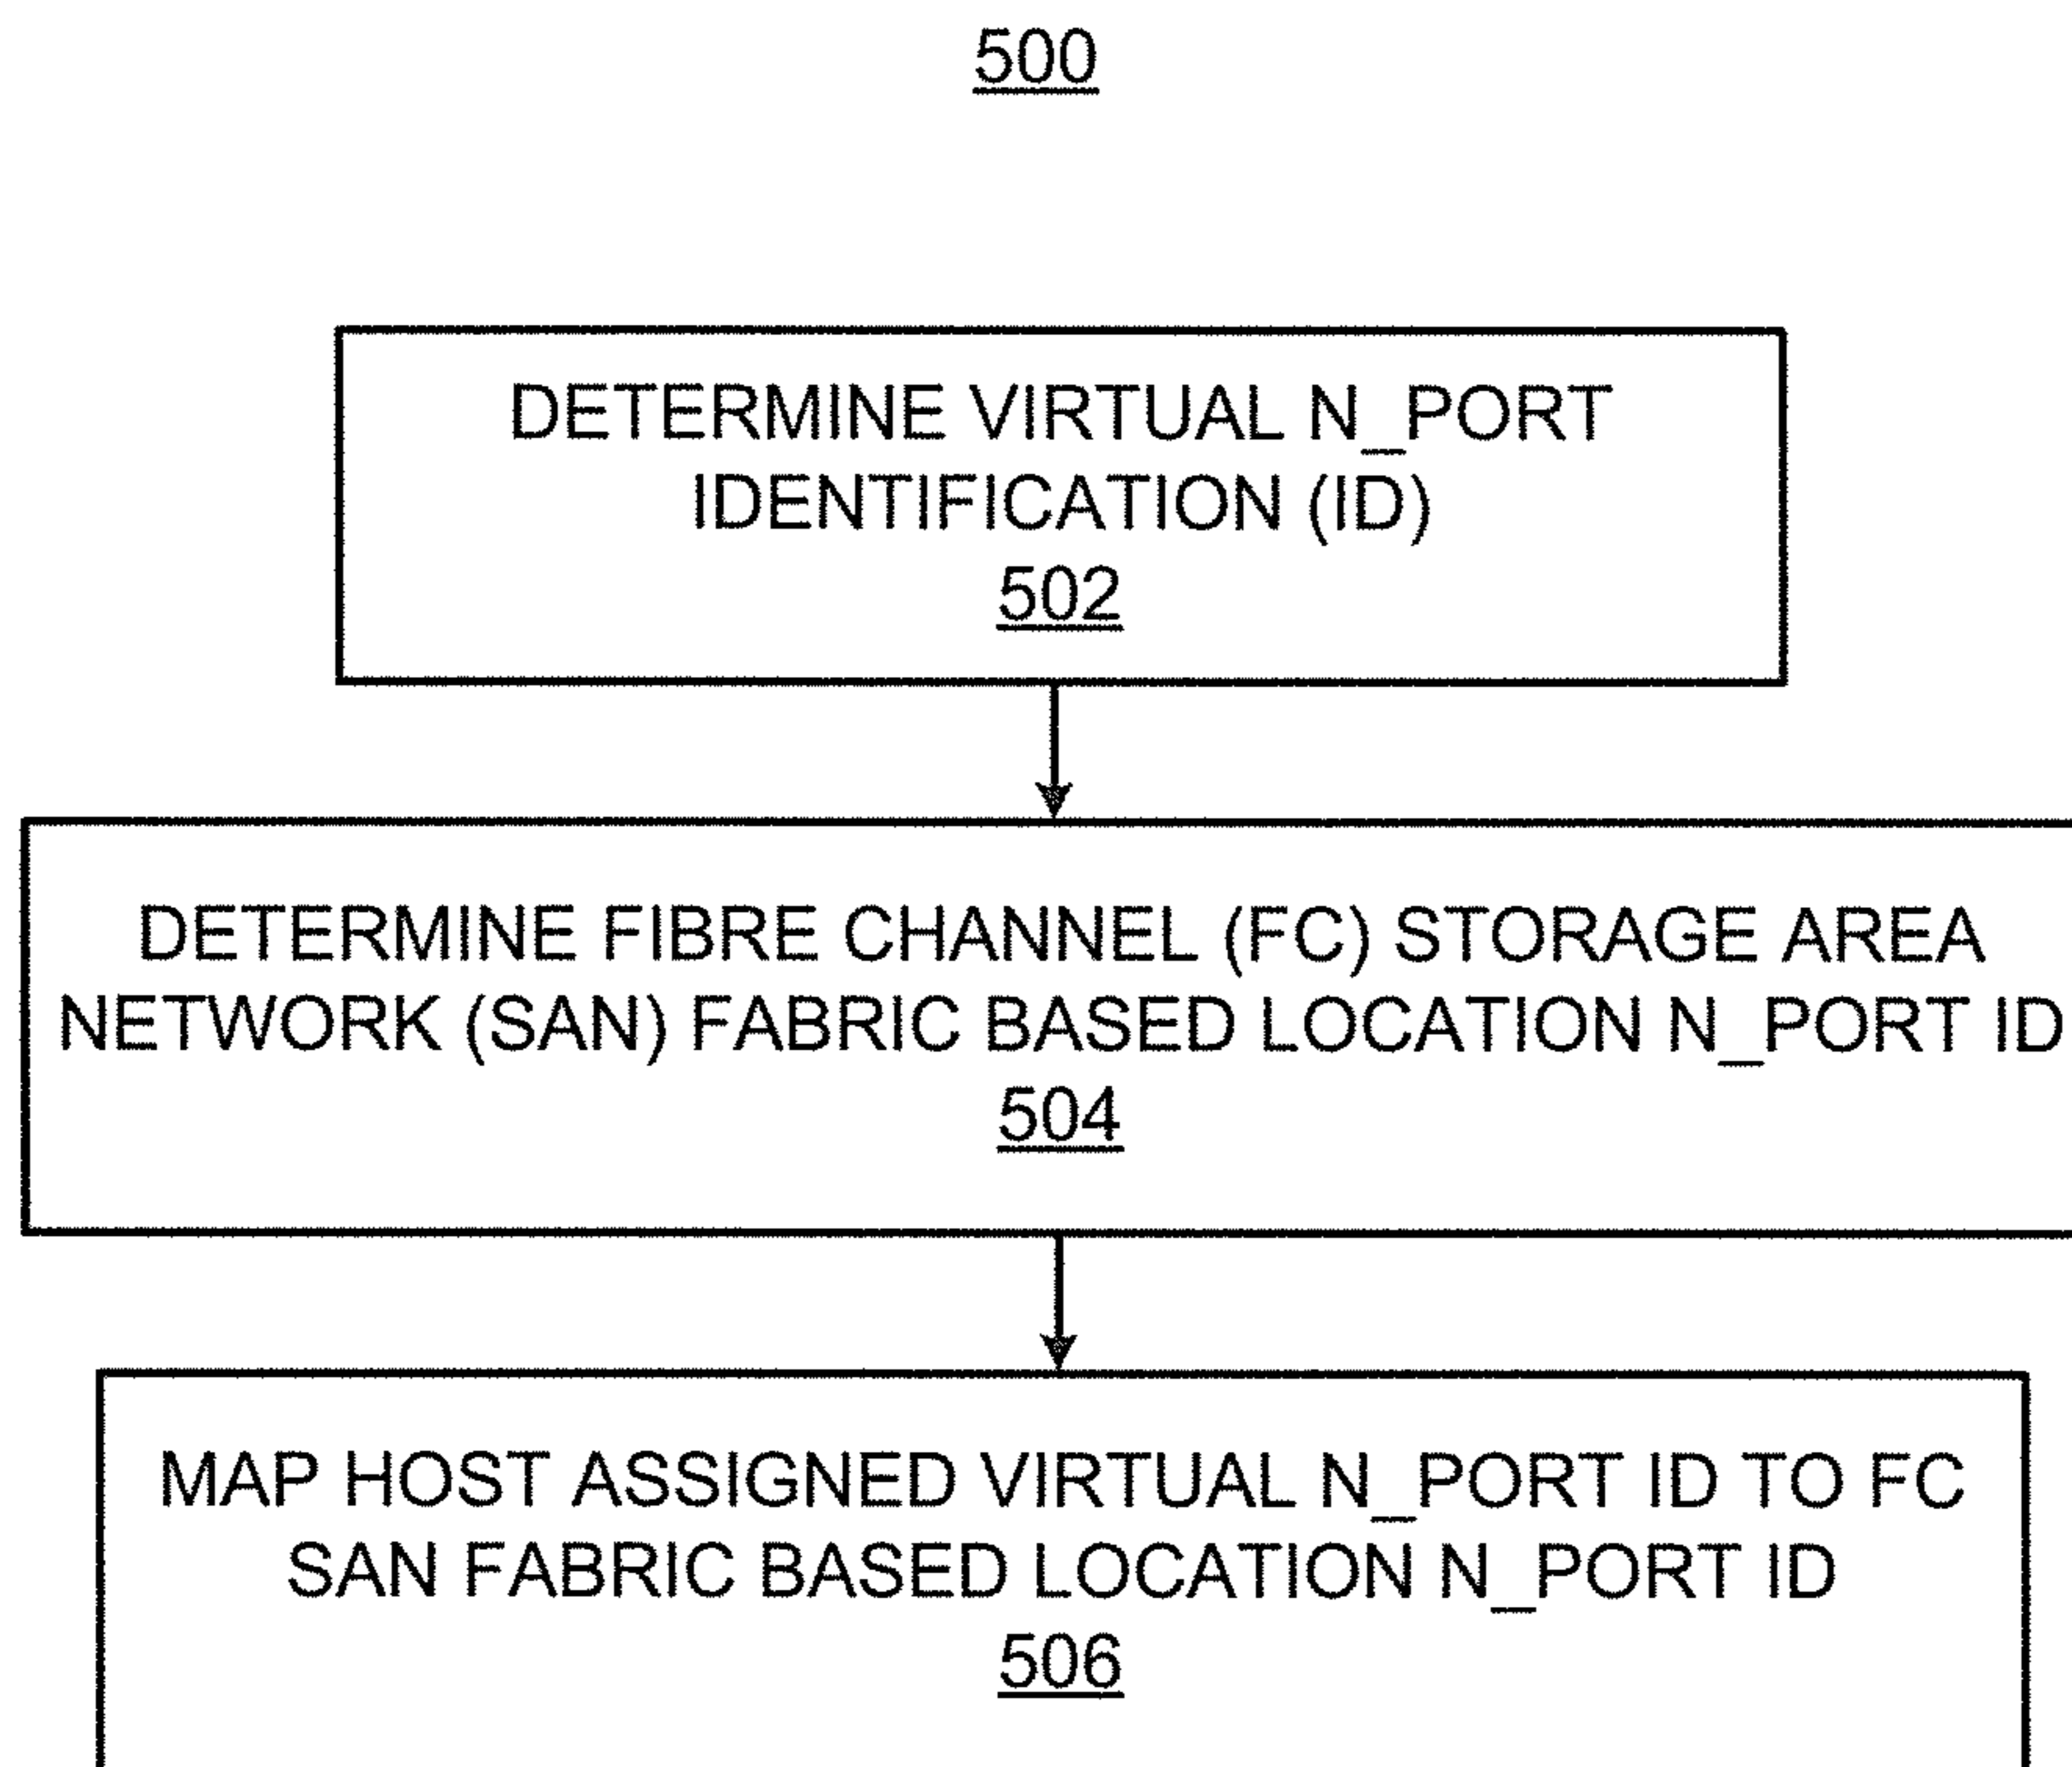 500
DETERMINE VIRTUAL N_PORT
IDENTIFICATION (ID)
502
DETERMINE FIBRE CHANNEL (FC) STORAGE AREA
NETWORK (SAN) FABRIC BASED LOCATION N_PORT ID
504
MAP HOST ASSIGNED VIRTUAL N_PORT ID TO FC
SAN FABRIC BASED LOCATION N_PORT ID
506